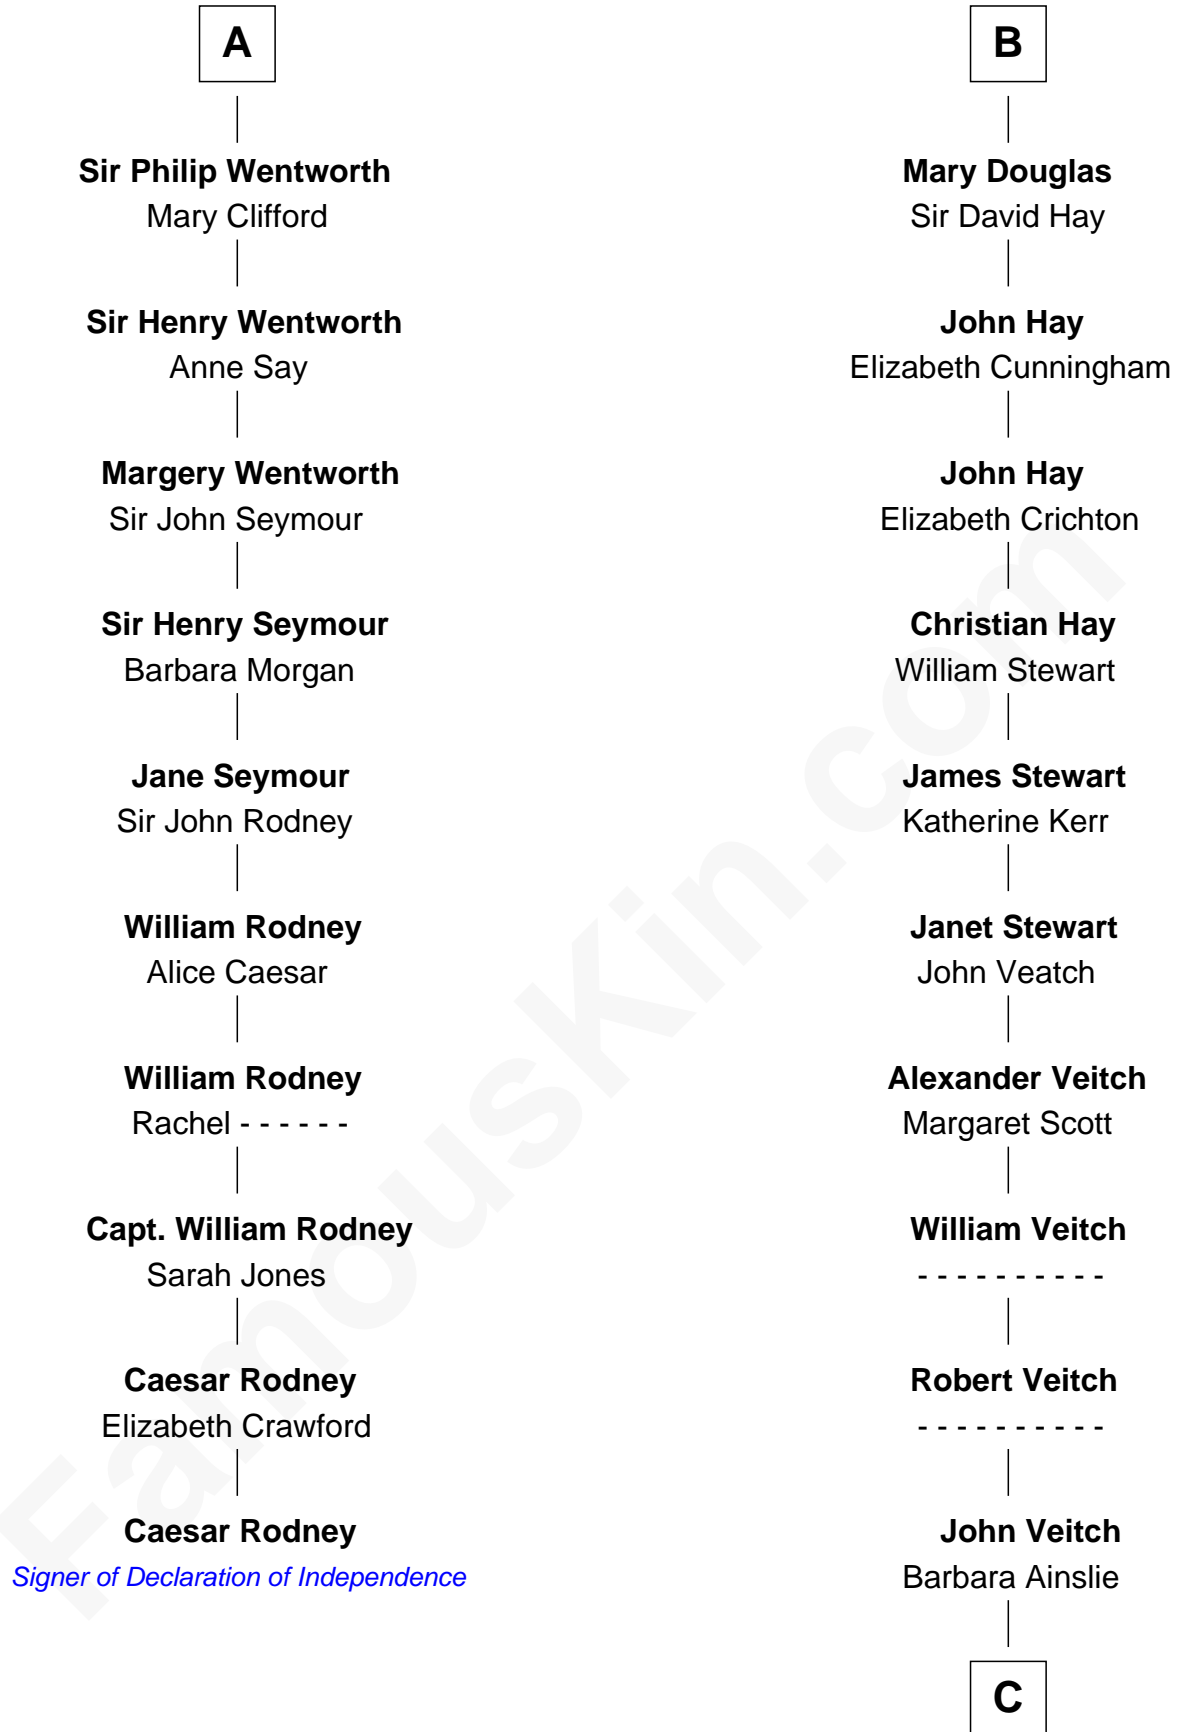 A
Sir Philip Wentworth
Mary Clifford
Sir Henry Wentworth
Anne Say
Margery Wentworth
Sir John Seymour
Sir Henry Seymour
Barbara Morgan
Jane Seymour
Sir John Rodney
William Rodney
Alice Caesar
William Rodney
Rachel - - - - - -
Capt. William Rodney
Sarah Jones
Caesar Rodney
Elizabeth Crawford
Caesar Rodney
Signer of Declaration of Independence
B
Mary Douglas
Sir David Hay
John Hay
Elizabeth Cunningham
John Hay
Elizabeth Crichton
Christian Hay
William Stewart
James Stewart
Katherine Kerr
Janet Stewart
John Veatch
Alexander Veitch
Margaret Scott
William Veitch
- - - - - - - - - -
Robert Veitch
- - - - - - - - - -
John Veitch
Barbara Ainslie
C
FamousKin.com